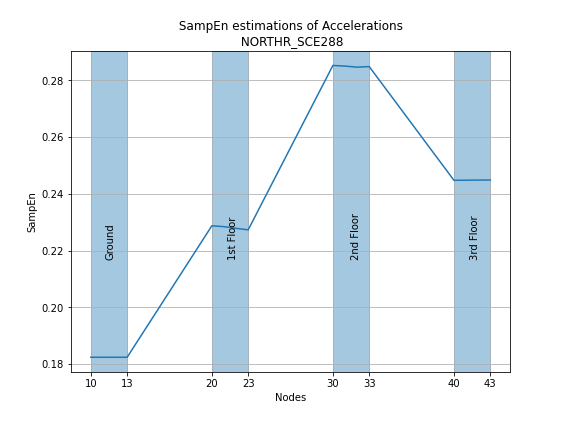 SampEn estimations of Accelerations
NORTHR_SCE288
SampEn
0.28
0.26
0.24
0.22
0.20
0.18
Ground
1st Floor
2nd Floor
3rd Floor
10
13
20
23
30
33
40
43
Nodes